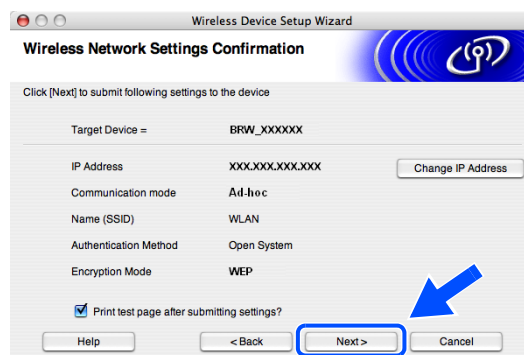 Wireless Device Setup Wizard
Wireless Network Settings Confirmation
Click [Next] to submit following settings to the device
Target Device = BRW_XXXXXX
IP Address XXX.XXX.XXX.XXX Change IP Address
Communication mode Ad-hoc
Name (SSID) WLAN
Authentication Method Open System
Encryption Mode WEP
Print test page after submitting settings?
Help < Back Next > Cancel